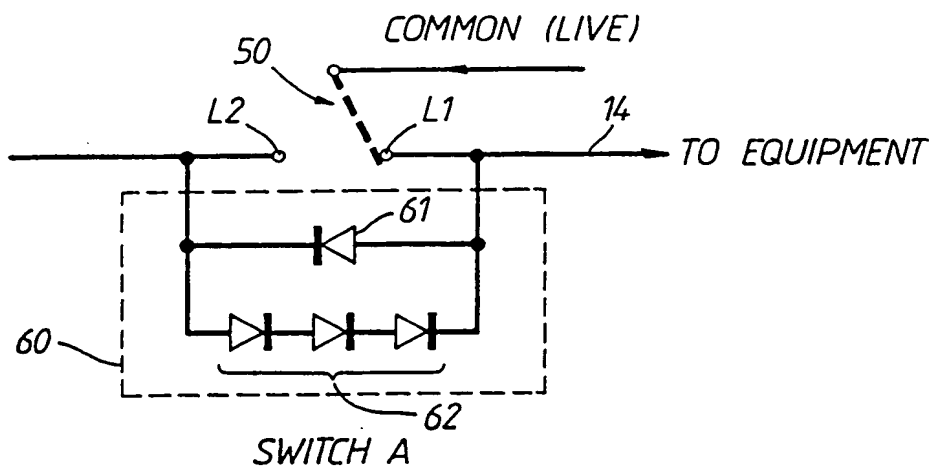 COMMON (LIVE)
50
L2
L1
14
TO EQUIPMENT
61
60
62
SWITCH A